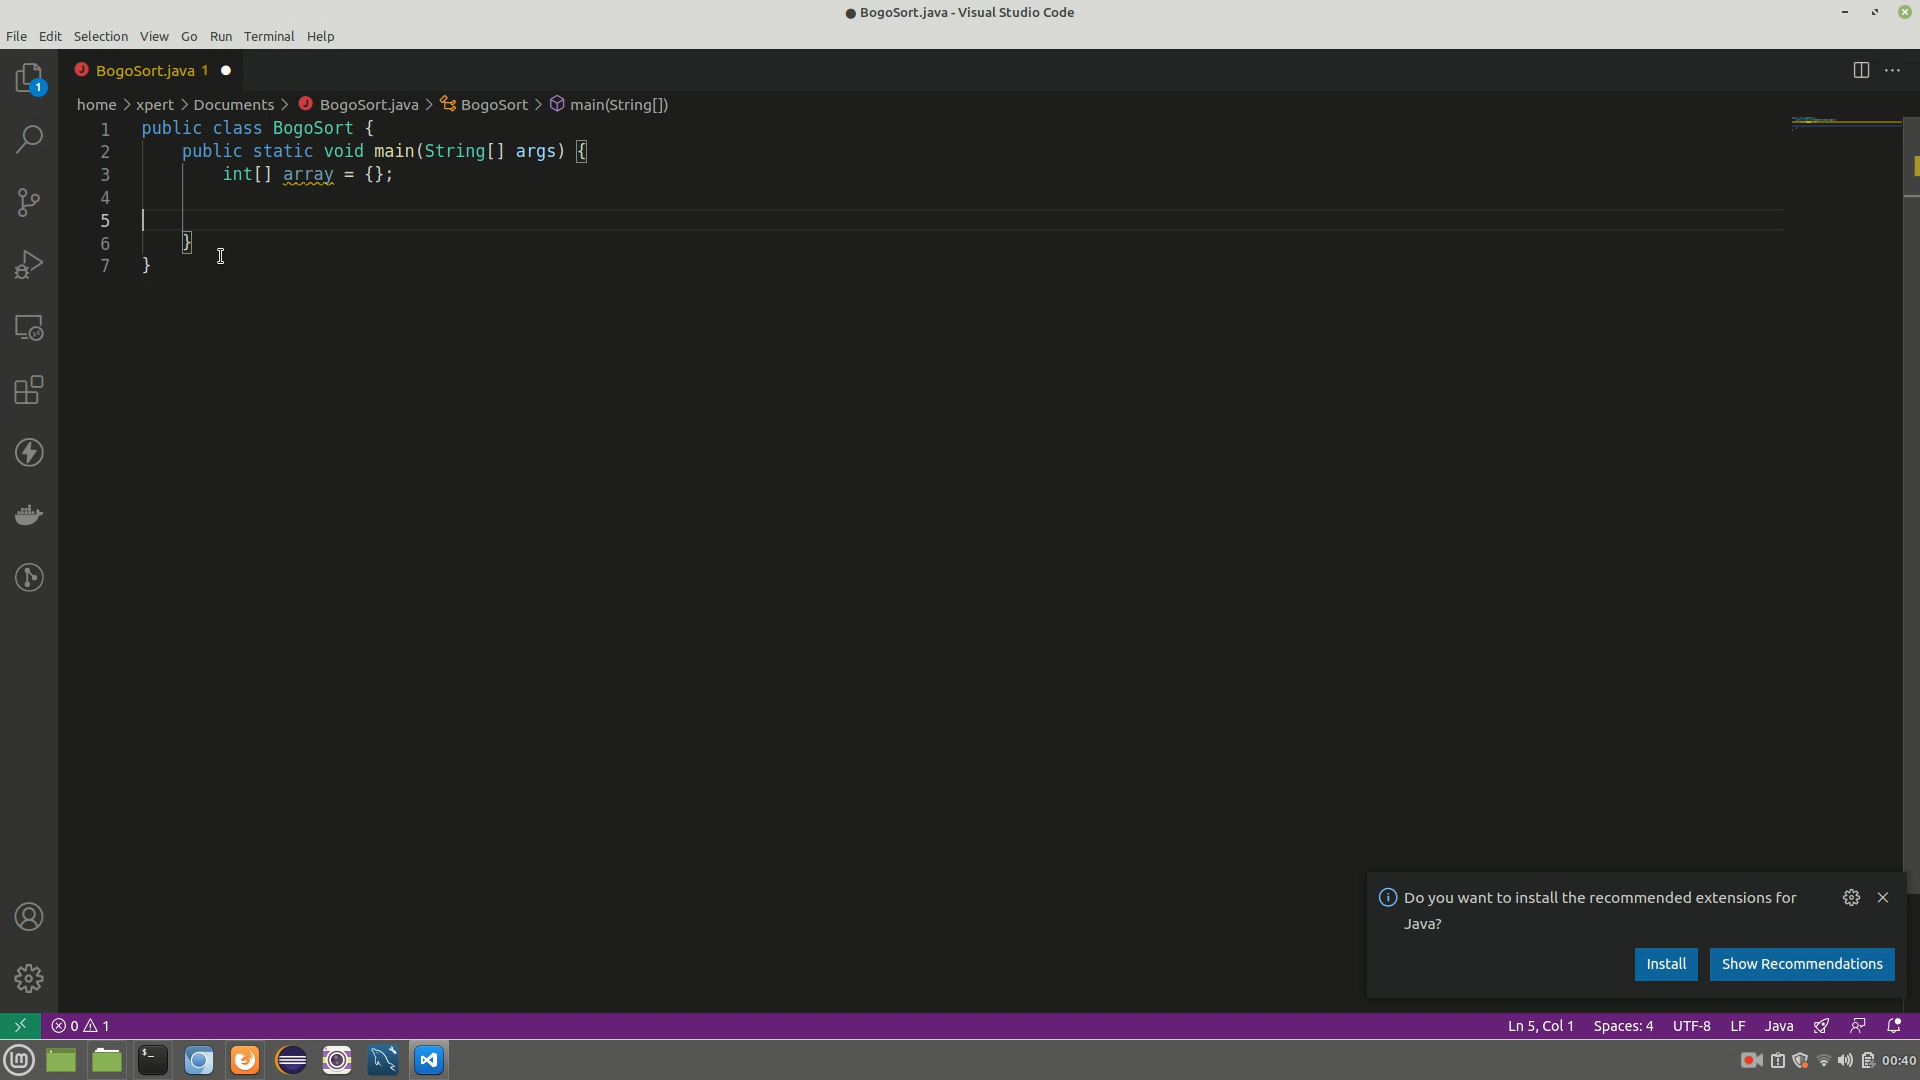 ● BogoSort.java - Visual Studio Code
File Edit Selection View Go Run Terminal Help
1
BogoSort.java 1
home > xpert > Documents > BogoSort.java > BogoSort > main(String[])
1 public class BogoSort {
2 public static void main(String[] args) {
3 int[] array = {};
4
5
6 }
7 }
Do you want to install the recommended extensions for
Java?
Install Show Recommendations
0 1 Ln 5, Col 1 Spaces: 4 UTF-8 LF Java
00:40